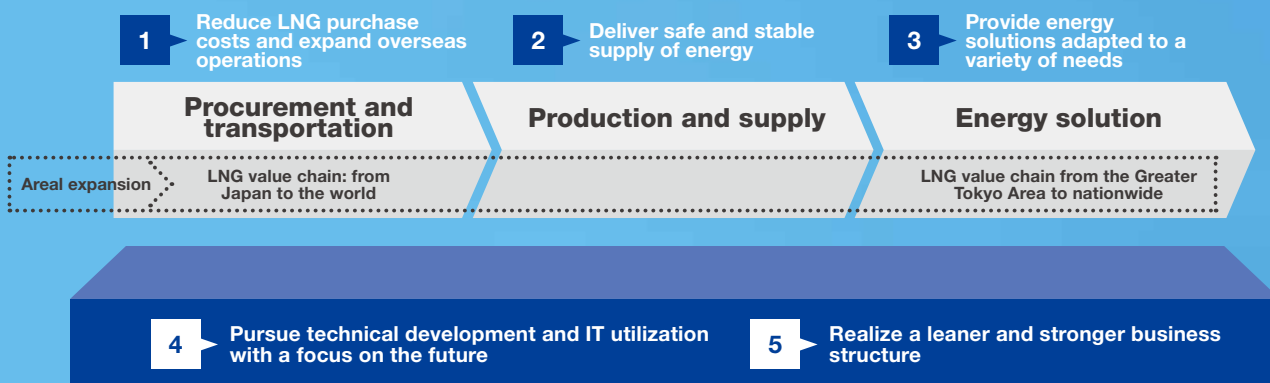 1
Reduce LNG purchase
costs and expand overseas
operations
2
Deliver safe and stable
supply of energy
3
Provide energy
solutions adapted to a
variety of needs
Procurement and
transportation
Production and supply
Energy solution
Areal expansion
LNG value chain: from
Japan to the world
LNG value chain from the Greater
Tokyo Area to nationwide
4
Pursue technical development and IT utilization
with a focus on the future
5
Realize a leaner and stronger business
structure